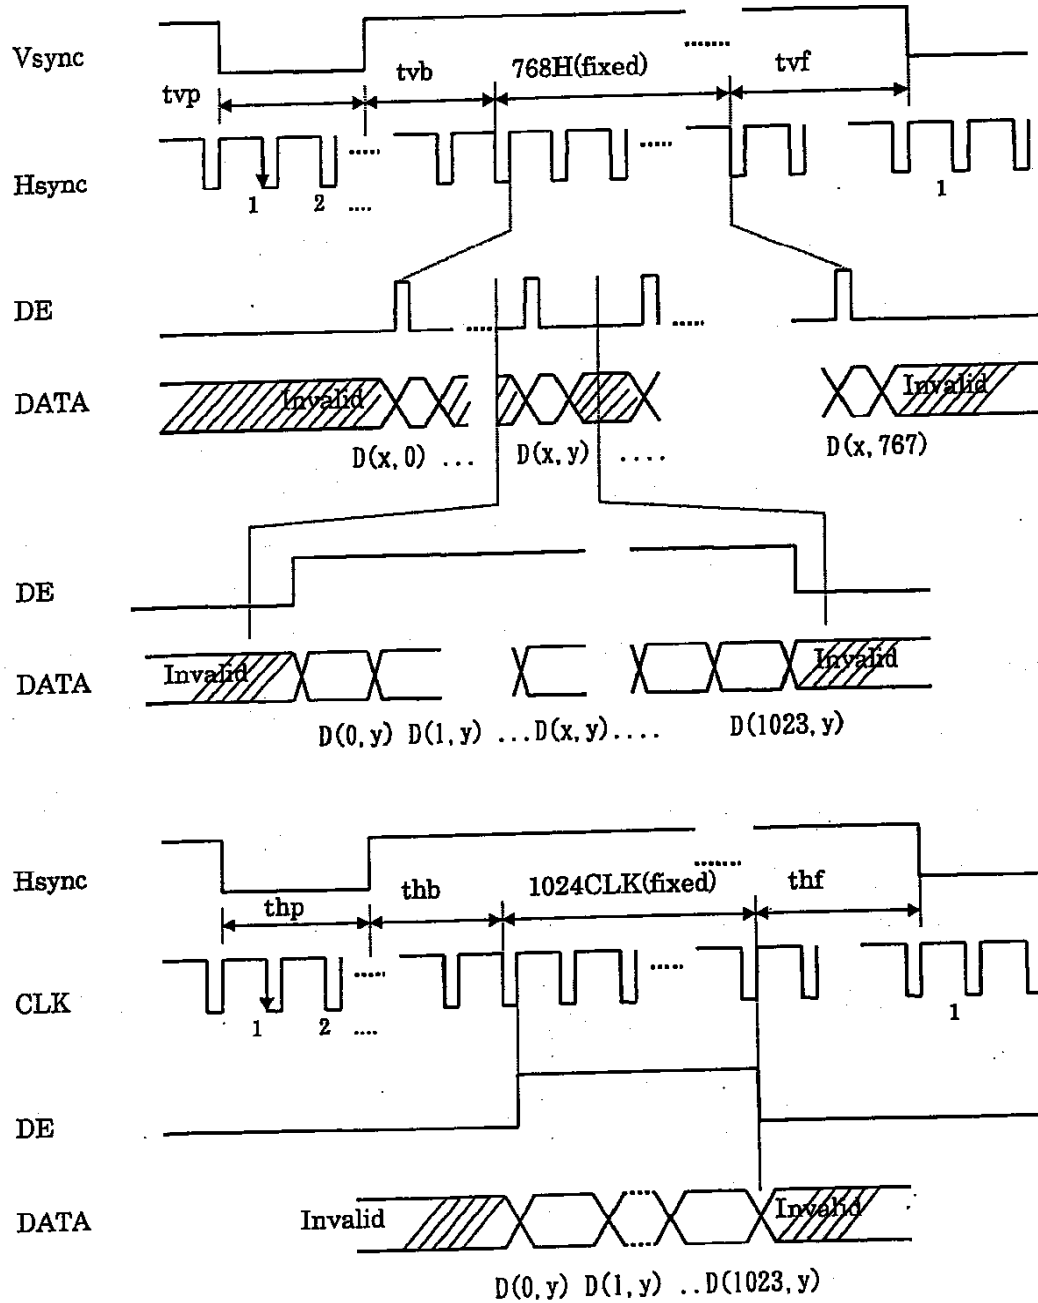 Vsync
tvp tvb 768H(fixed) tvf
Hsync
1 2 .... 1
DE
DATA Invalid Invalid
D(x, 0) ... D(x, y) .... D(x, 767)
DE
DATA Invalid Invalid
D(0, y) D(1, y) ...D(x, y).... D(1023, y)
Hsync
thp thb 1024CLK(fixed) thf
CLK
1 2 .... 1
DE
DATA Invalid Invalid
D(0, y) D(1, y) ..D(1023, y)